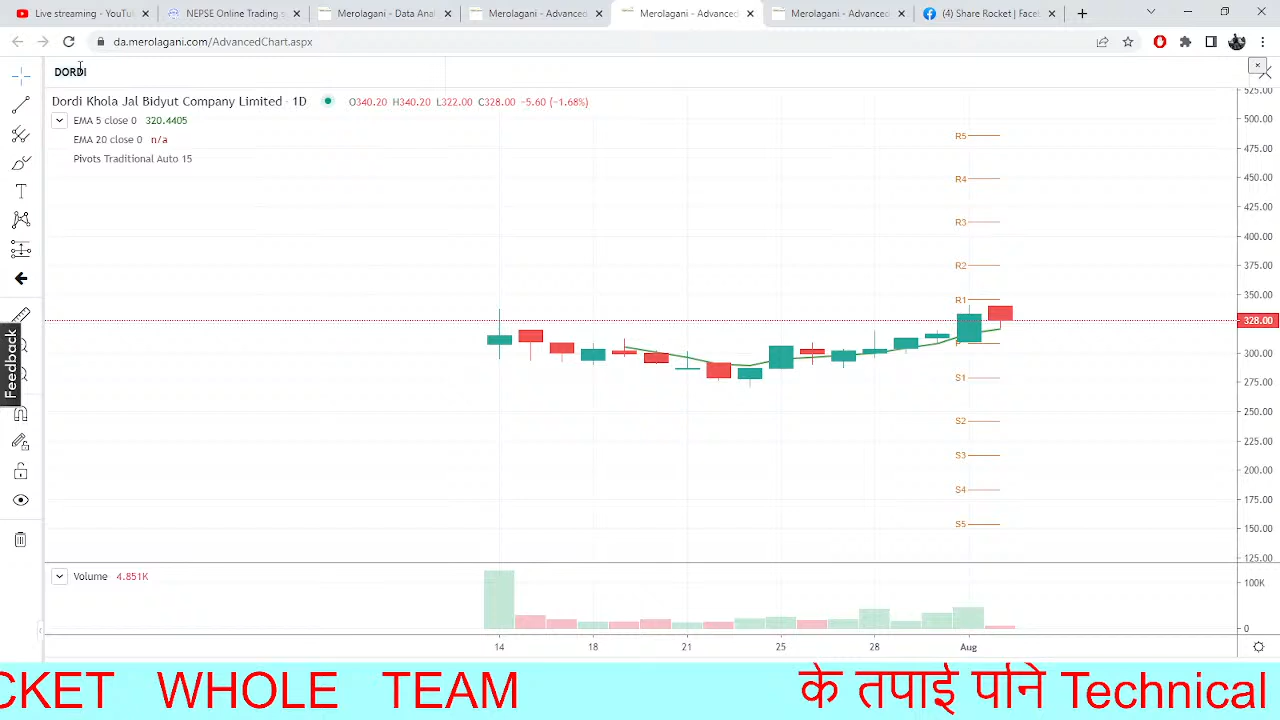 Live streaming - YouTu
NEPSE Online Trading s
Merolagani - Data Anal
Merolagani - Advanced
Merolagani - Advanced
Merolagani - Advanced
(4) Share Rocket | Face
da.merolagani.com/AdvancedChart.aspx
DORDI
Dordi Khola Jal Bidyut Company Limited · 1D O340.20 H340.20 L322.00 C328.00 −5.60 (−1.68%)
EMA 5 close 0 320.4405
EMA 20 close 0 n/a
Pivots Traditional Auto 15
R5
R4
R3
R2
R1
P
S1
S2
S3
S4
S5
525.00
500.00
475.00
450.00
425.00
400.00
375.00
350.00
328.00
300.00
275.00
250.00
225.00
200.00
175.00
150.00
125.00
Feedback
Volume 4.851K
100K
0
14 18 21 25 28 Aug
CKET WHOLE TEAM के तपाई पनि Technical